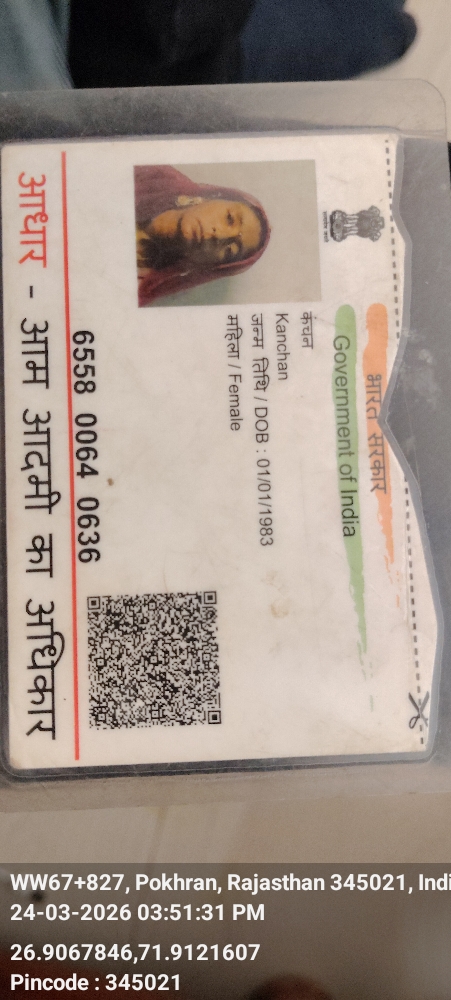 भारत सरकार
Government of India
कंचन
Kanchan
जन्म तिथि / DOB : 01/01/1983
महिला / Female
6558 0064 0636
आधार - आम आदमी का अधिकार
WW67+827, Pokhran, Rajasthan 345021, Indi
24-03-2026 03:51:31 PM
26.9067846,71.9121607
Pincode : 345021